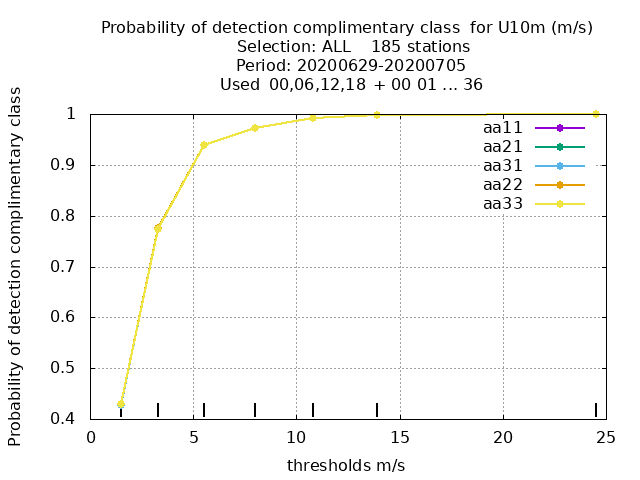 Probability of detection complimentary class for U10m (m/s)
Selection: ALL 185 stations
Period: 20200629-20200705
Used 00,06,12,18 + 00 01 ... 36
Probability of detection complimentary class
1
0.9
0.8
0.7
0.6
0.5
0.4
aa11
aa21
aa31
aa22
aa33
0 5 10 15 20 25
thresholds m/s